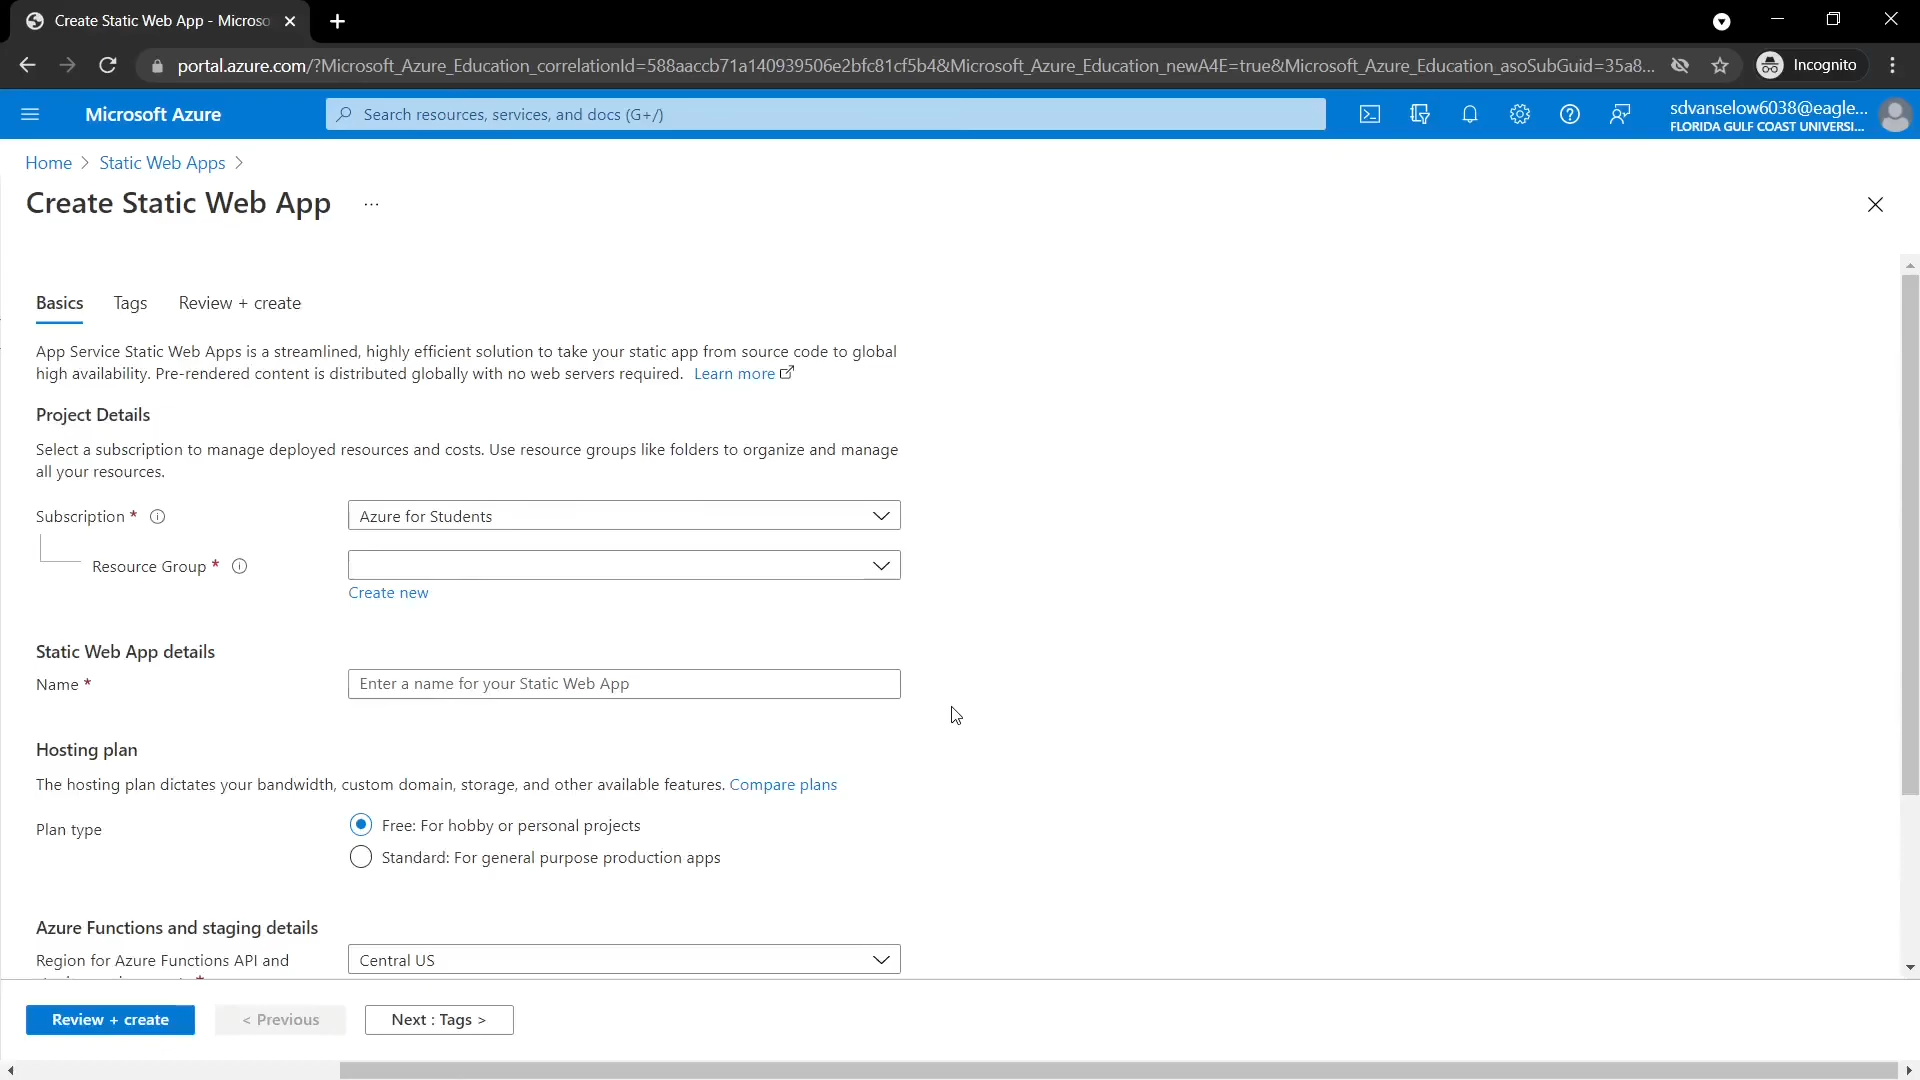 Create Static Web App - Microso
portal.azure.com/?Microsoft_Azure_Education_correlationId=588aaccb71a140939506e2bfc81cf5b4&Microsoft_Azure_Education_newA4E=true&Microsoft_Azure_Education_asoSubGuid=35a8...
Incognito
Microsoft Azure
Search resources, services, and docs (G+/)
sdvanselow6038@eagle...
FLORIDA GULF COAST UNIVERSI...
Home > Static Web Apps >
Create Static Web App ...
Basics Tags Review + create
App Service Static Web Apps is a streamlined, highly efficient solution to take your static app from source code to global
high availability. Pre-rendered content is distributed globally with no web servers required. Learn more
Project Details
Select a subscription to manage deployed resources and costs. Use resource groups like folders to organize and manage
all your resources.
Subscription * Azure for Students
Resource Group *
Create new
Static Web App details
Name * Enter a name for your Static Web App
Hosting plan
The hosting plan dictates your bandwidth, custom domain, storage, and other available features. Compare plans
Plan type
Free: For hobby or personal projects
Standard: For general purpose production apps
Azure Functions and staging details
Region for Azure Functions API and Central US
Review + create < Previous Next : Tags >